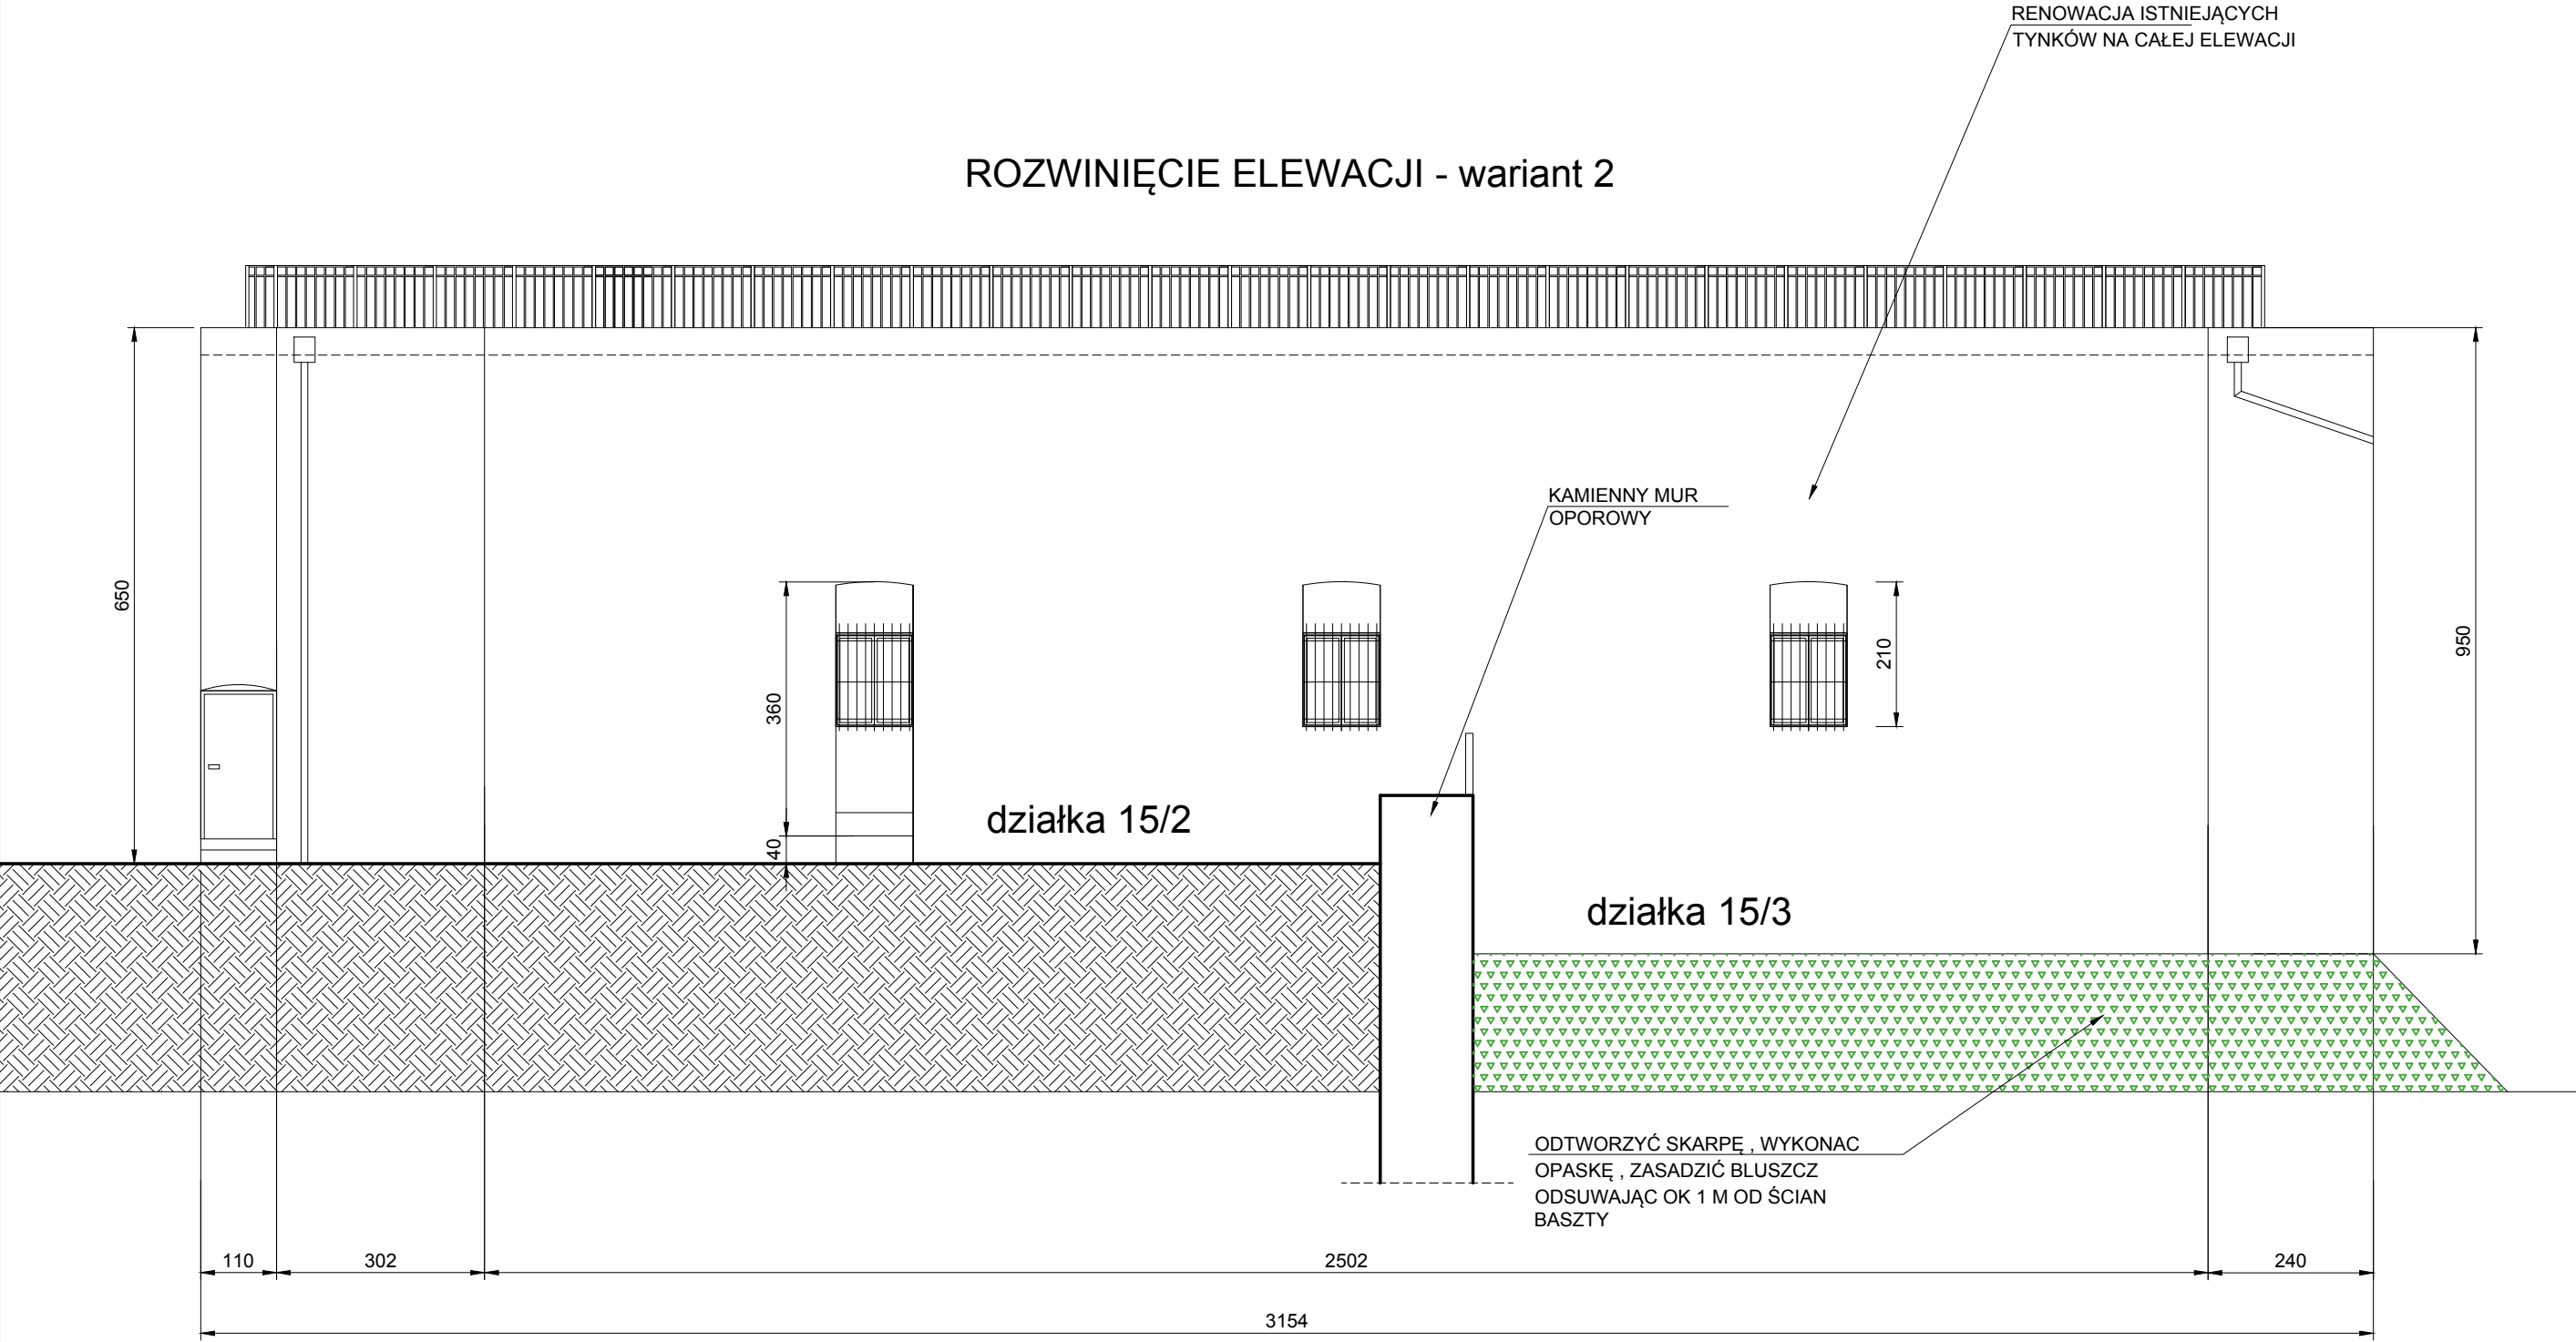 RENOWACJA ISTNIEJĄCYCH
TYNKÓW NA CAŁEJ ELEWACJI
ROZWINIĘCIE ELEWACJI - wariant 2
KAMIENNY MUR
OPOROWY
650
360
40
210
950
działka 15/2
działka 15/3
ODTWORZYĆ SKARPĘ , WYKONAC
OPASKĘ , ZASADZIĆ BLUSZCZ
ODSUWAJĄC OK 1 M OD ŚCIAN
BASZTY
110
302
2502
240
3154